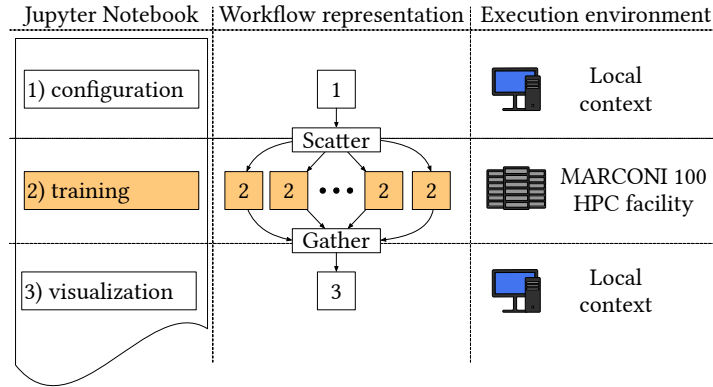 Jupyter Notebook Workflow representation Execution environment
1) configuration
1
Local
context
Scatter
2) training
2 2 ••• 2 2
MARCONI 100
HPC facility
Gather
3) visualization
3
Local
context